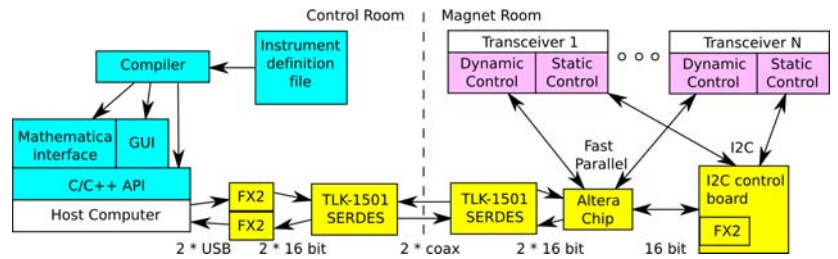 Control Room
Magnet Room
Compiler
Instrument
definition
file
Mathematica
interface
GUI
C/C++ API
Host Computer
FX2
FX2
TLK-1501
SERDES
2 * USB
2 * 16 bit
2 * coax
Transceiver 1
Dynamic
Control
Static
Control
Transceiver N
Dynamic
Control
Static
Control
Fast
Parallel
I2C
TLK-1501
SERDES
Altera
Chip
I2C control
board
FX2
2 * 16 bit
16 bit